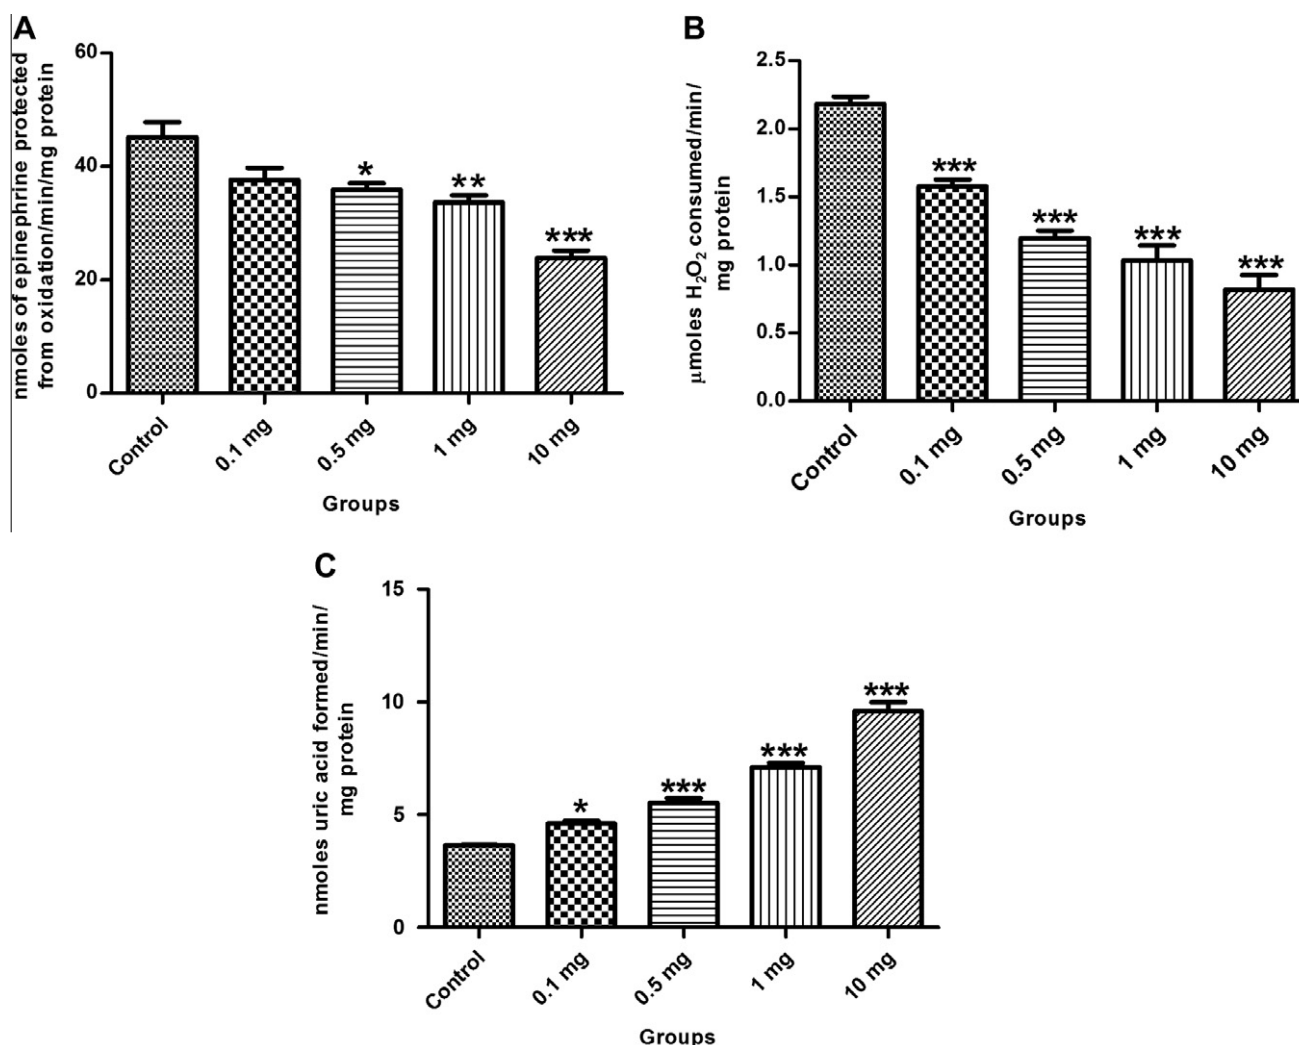 A
nmoles of epinephrine protected
from oxidation/min/mg protein
60
40
20
0
*
**
***
Control
0.1 mg
0.5 mg
1 mg
10 mg
Groups
B
μmoles H₂O₂ consumed/min/
mg protein
2.5
2.0
1.5
1.0
0.5
0.0
***
***
***
***
Control
0.1 mg
0.5 mg
1 mg
10 mg
Groups
C
nmoles uric acid formed/min/
mg protein
15
10
5
0
*
***
***
***
Control
0.1 mg
0.5 mg
1 mg
10 mg
Groups